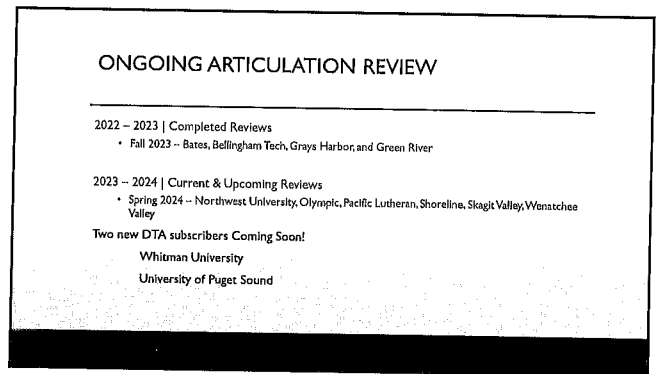 ONGOING ARTICULATION REVIEW
2022 – 2023 | Completed Reviews
• Fall 2023 – Bates, Bellingham Tech, Grays Harbor, and Green River
2023 – 2024 | Current & Upcoming Reviews
• Spring 2024 – Northwest University, Olympic, Pacific Lutheran, Shoreline, Skagit Valley, Wenatchee
Valley
Two new DTA subscribers Coming Soon!
Whitman University
University of Puget Sound